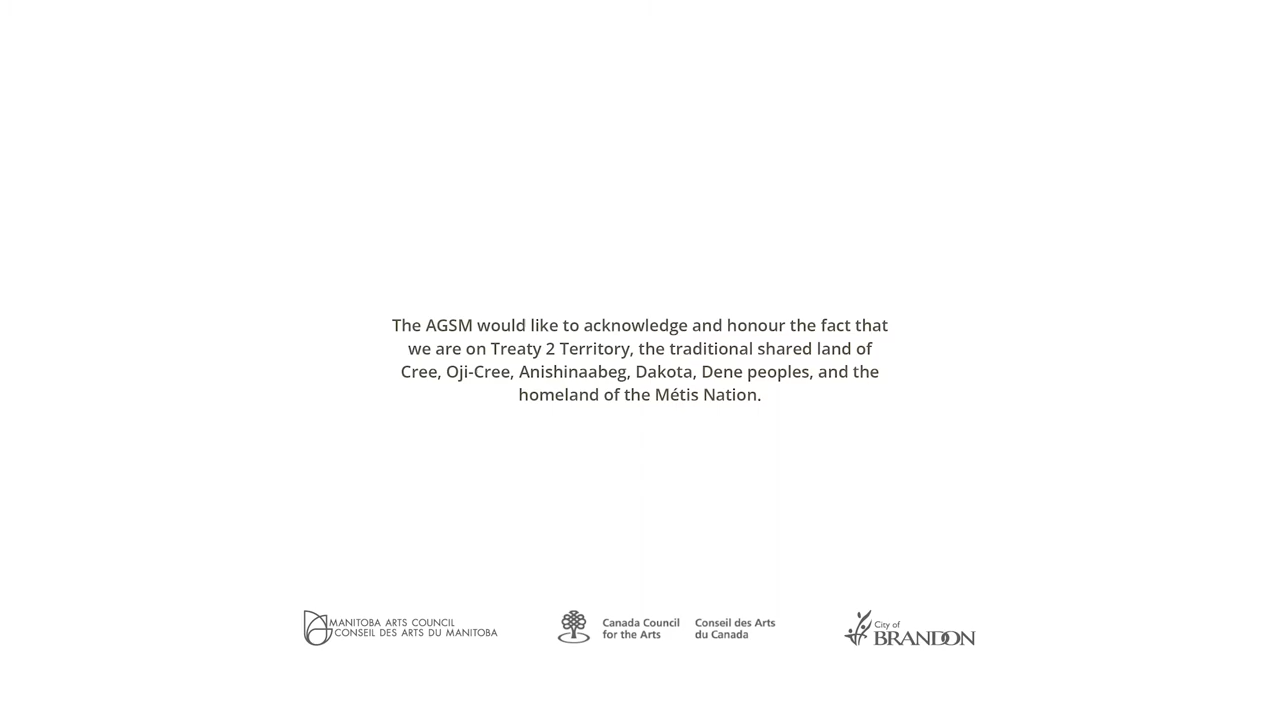 The AGSM would like to acknowledge and honour the fact that
we are on Treaty 2 Territory, the traditional shared land of
Cree, Oji-Cree, Anishinaabeg, Dakota, Dene peoples, and the
homeland of the Métis Nation.
MANITOBA ARTS COUNCIL
CONSEIL DES ARTS DU MANITOBA
Canada Council
for the Arts
Conseil des Arts
du Canada
City of
BRANDON